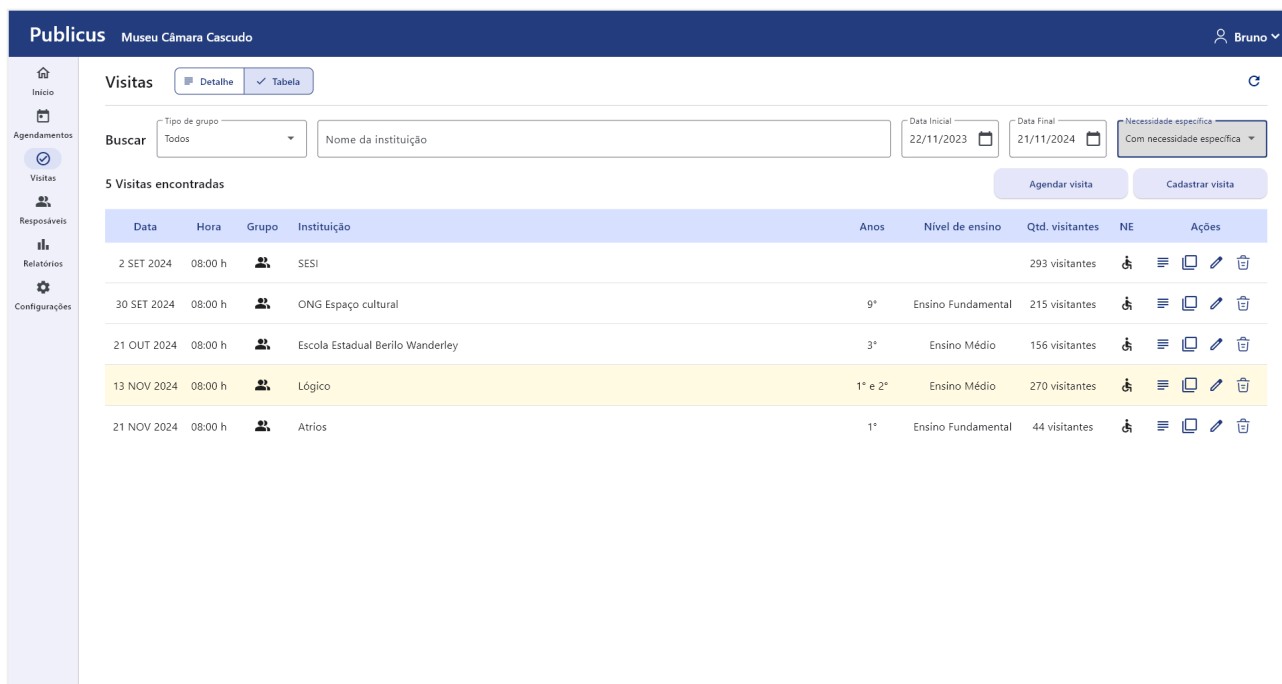 Publicus Museu Câmara Cascudo Bruno
Início
Agendamentos
Visitas
Resposáveis
Relatórios
Configurações
Visitas Detalhe Tabela
Buscar Tipo de grupo Todos Nome da instituição Data Inicial 22/11/2023 Data Final 21/11/2024 Necessidade específica Com necessidade específica
5 Visitas encontradas Agendar visita Cadastrar visita
Data Hora Grupo Instituição Anos Nível de ensino Qtd. visitantes NE Ações
2 SET 2024 08:00 h SESI 293 visitantes
30 SET 2024 08:00 h ONG Espaço cultural 9° Ensino Fundamental 215 visitantes
21 OUT 2024 08:00 h Escola Estadual Berilo Wanderley 3° Ensino Médio 156 visitantes
13 NOV 2024 08:00 h Lógico 1° e 2° Ensino Médio 270 visitantes
21 NOV 2024 08:00 h Atrios 1° Ensino Fundamental 44 visitantes